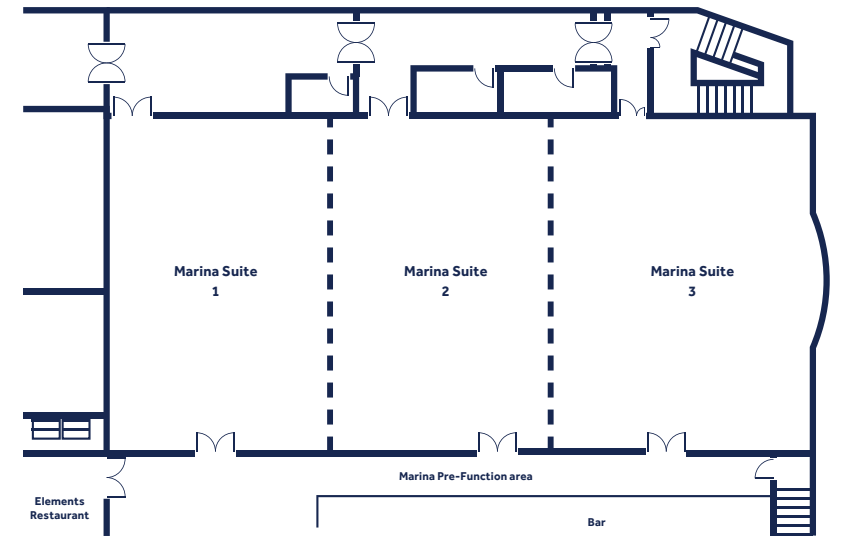 Marina Suite
1
Marina Suite
2
Marina Suite
3
Marina Pre-Function area
Elements
Restaurant
Bar